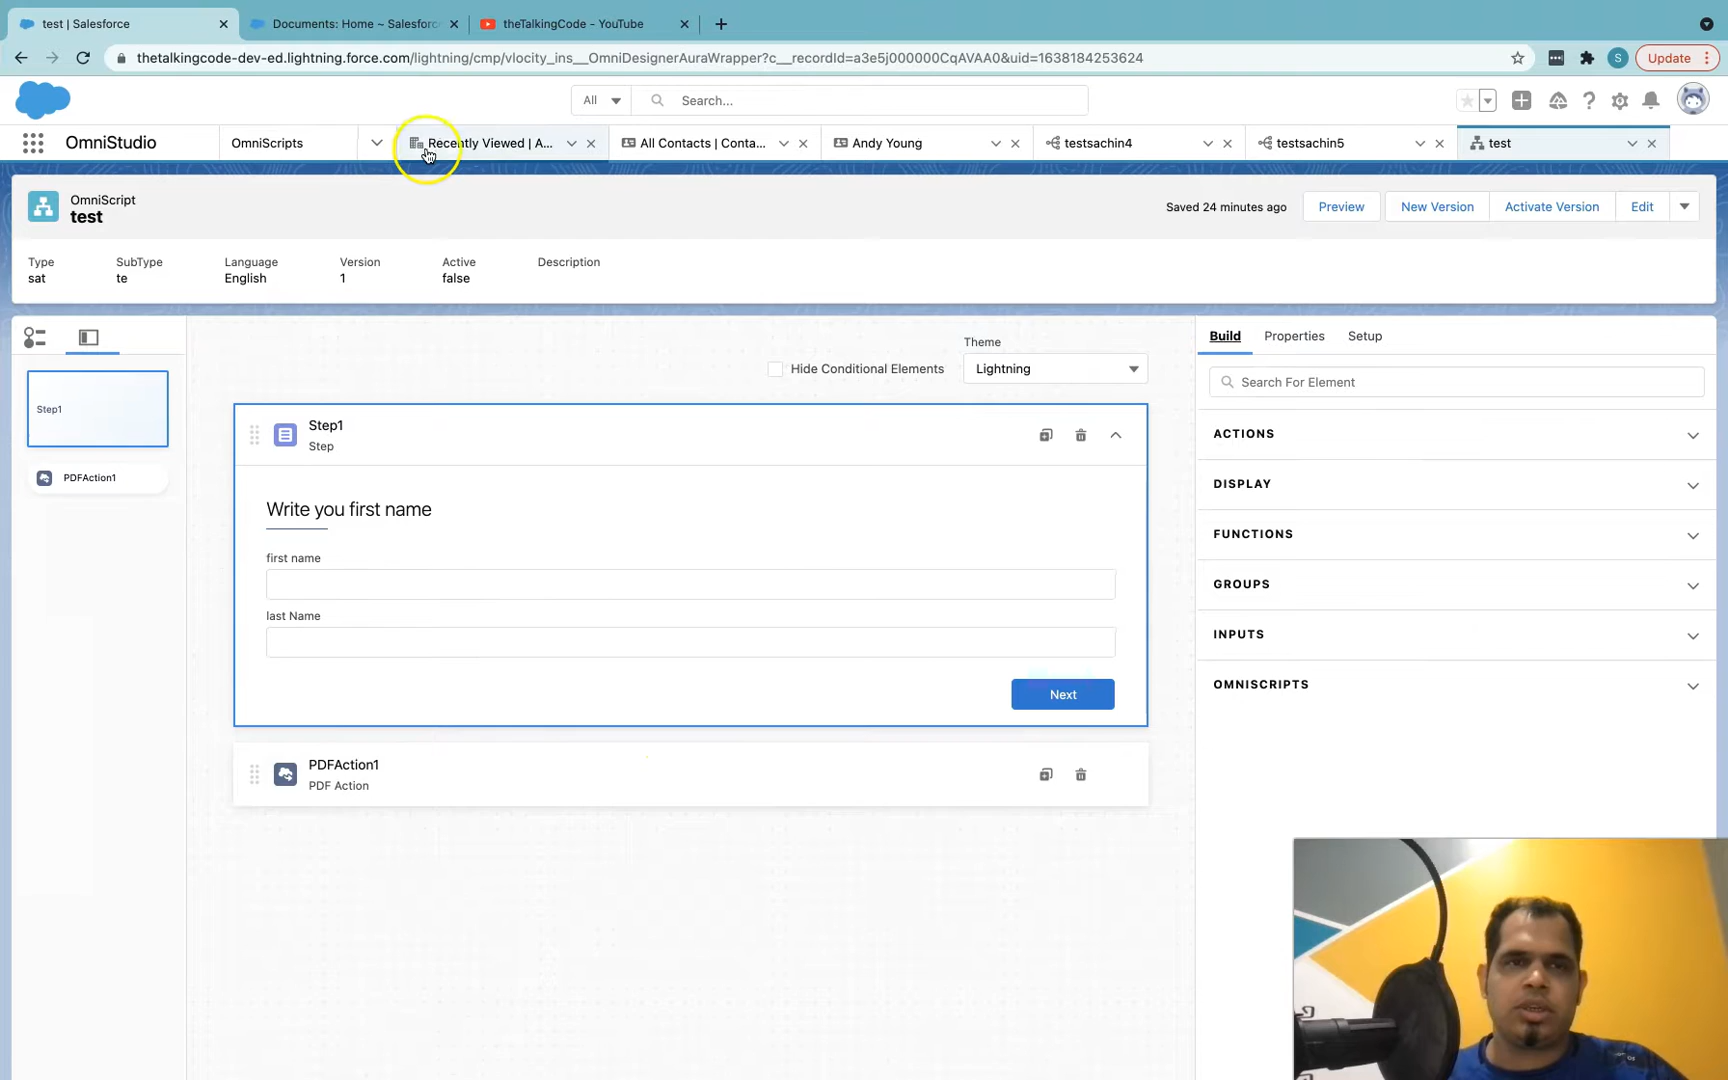 test | Salesforce
Documents: Home ~ Salesforc
theTalkingCode - YouTube
thetalkingcode-dev-ed.lightning.force.com/lightning/cmp/vlocity_ins__OmniDesignerAuraWrapper?c__recordId=a3e5j000000CqAVAA0&uid=1638184253624
S
Update
All
Search...
OmniStudio
OmniScripts
Recently Viewed | A...
All Contacts | Conta...
Andy Young
testsachin4
testsachin5
test
OmniScript
test
Saved 24 minutes ago
Preview
New Version
Activate Version
Edit
Type
SubType
Language
Version
Active
Description
sat
te
English
1
false
Step1
PDFAction1
Hide Conditional Elements
Theme
Lightning
Step1
Step
Write you first name
first name
last Name
Next
PDFAction1
PDF Action
Build
Properties
Setup
Search For Element
ACTIONS
DISPLAY
FUNCTIONS
GROUPS
INPUTS
OMNISCRIPTS